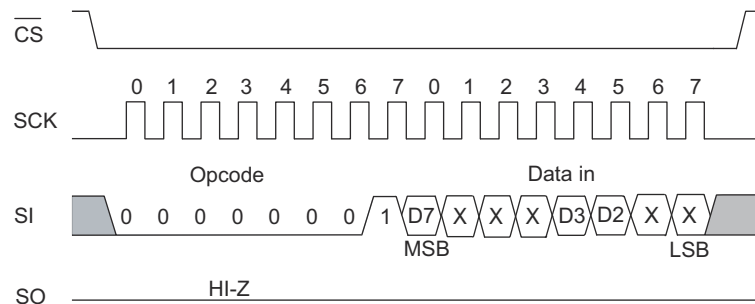 CS
0 1 2 3 4 5 6 7 0 1 2 3 4 5 6 7
SCK
Opcode Data in
SI 0 0 0 0 0 0 0 1 D7 X X X D3 D2 X X
MSB LSB
HI-Z
SO